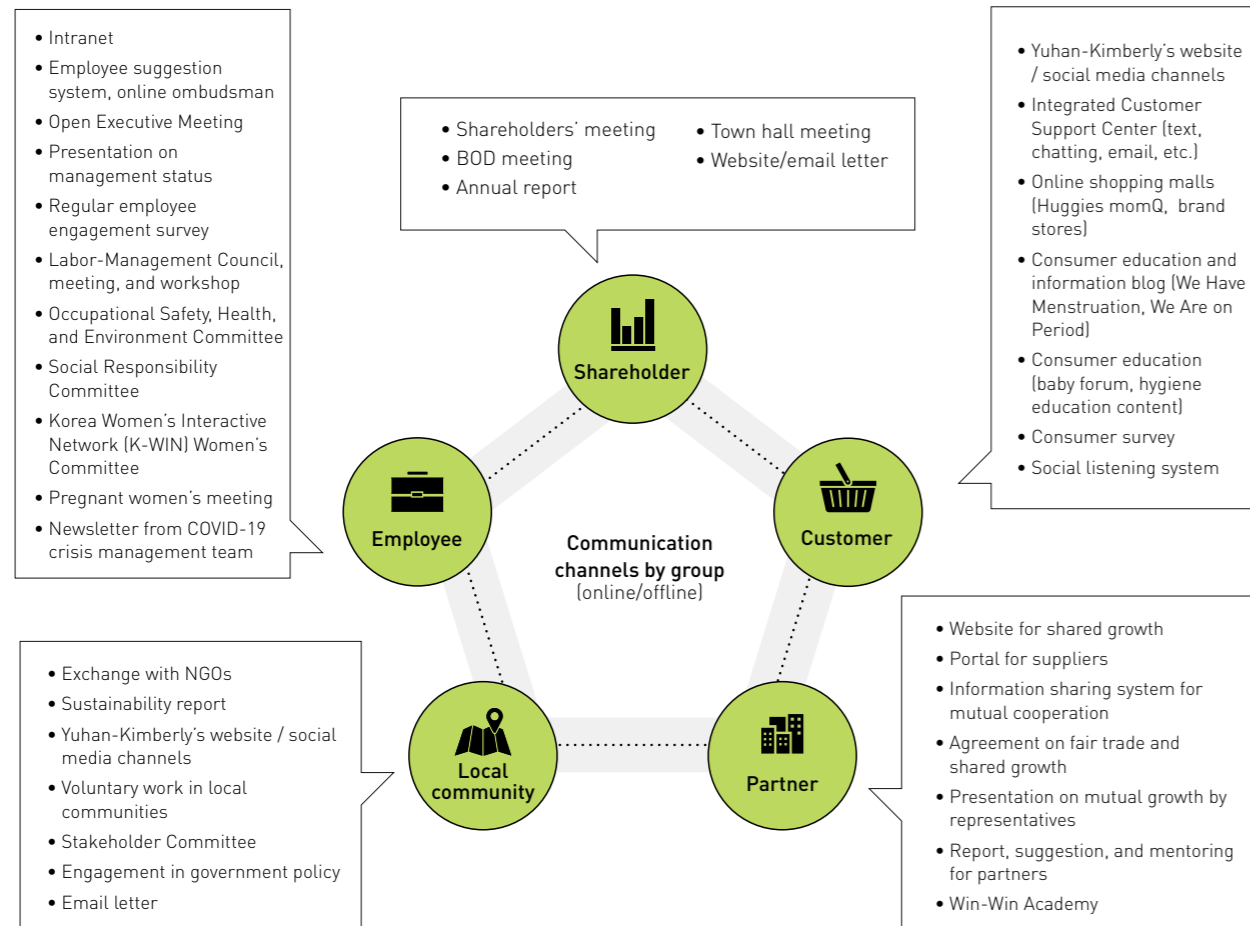 • Intranet
• Employee suggestion
system, online ombudsman
• Open Executive Meeting
• Presentation on
management status
• Regular employee
engagement survey
• Labor-Management Council,
meeting, and workshop
• Occupational Safety, Health,
and Environment Committee
• Social Responsibility
Committee
• Korea Women's Interactive
Network (K-WIN) Women's
Committee
• Pregnant women's meeting
• Newsletter from COVID-19
crisis management team
• Shareholders' meeting
• BOD meeting
• Annual report
• Town hall meeting
• Website/email letter
• Yuhan-Kimberly's website
/ social media channels
• Integrated Customer
Support Center (text,
chatting, email, etc.)
• Online shopping malls
(Huggies momQ, brand
stores)
• Consumer education and
information blog (We Have
Menstruation, We Are on
Period)
• Consumer education
(baby forum, hygiene
education content)
• Consumer survey
• Social listening system
Shareholder
Employee
Customer
Communication
channels by group
(online/offline)
Local
community
Partner
• Exchange with NGOs
• Sustainability report
• Yuhan-Kimberly's website / social
media channels
• Voluntary work in local
communities
• Stakeholder Committee
• Engagement in government policy
• Email letter
• Website for shared growth
• Portal for suppliers
• Information sharing system for
mutual cooperation
• Agreement on fair trade and
shared growth
• Presentation on mutual growth by
representatives
• Report, suggestion, and mentoring
for partners
• Win-Win Academy